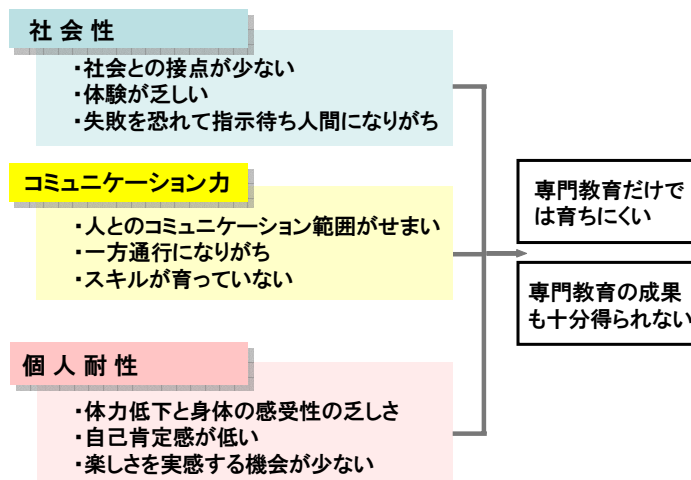 社会性
・社会との接点が少ない
・体験が乏しい
・失敗を恐れて指示待ち人間になりがち
コミュニケーション力
・人とのコミュニケーション範囲がせまい
・一方通行になりがち
・スキルが育っていない
個人耐性
・体力低下と身体の感受性の乏しさ
・自己肯定感が低い
・楽しさを実感する機会が少ない
専門教育だけで
は育ちにくい
専門教育の成果
も十分得られない